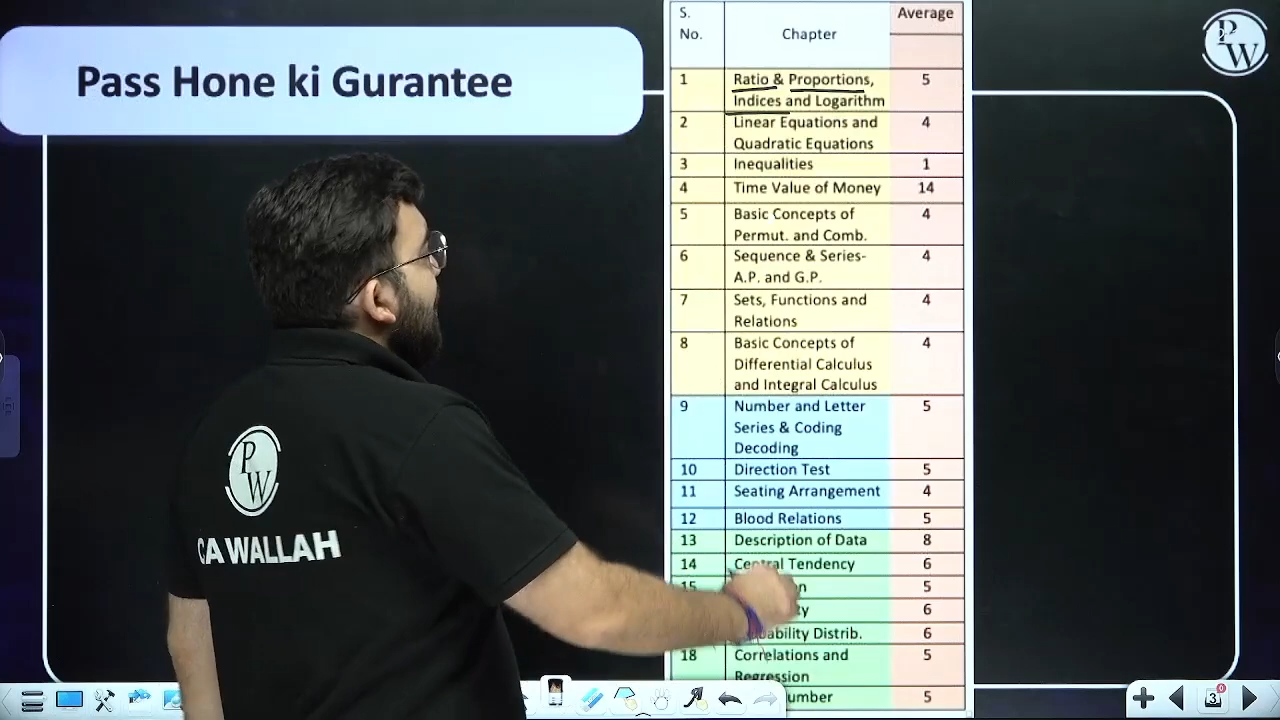 Pass Hone ki Gurantee
S. No. Chapter Average
1 Ratio & Proportions, Indices and Logarithm 5
2 Linear Equations and Quadratic Equations 4
3 Inequalities 1
4 Time Value of Money 14
5 Basic Concepts of Permut. and Comb. 4
6 Sequence & Series- A.P. and G.P. 4
7 Sets, Functions and Relations 4
8 Basic Concepts of Differential Calculus and Integral Calculus 4
9 Number and Letter Series & Coding Decoding 5
10 Direction Test 5
11 Seating Arrangement 4
12 Blood Relations 5
13 Description of Data 8
14 Central Tendency 6
15 5
6
Distrib. 6
18 Correlations and Regression 5
5
PW
PW
CA WALLAH
3